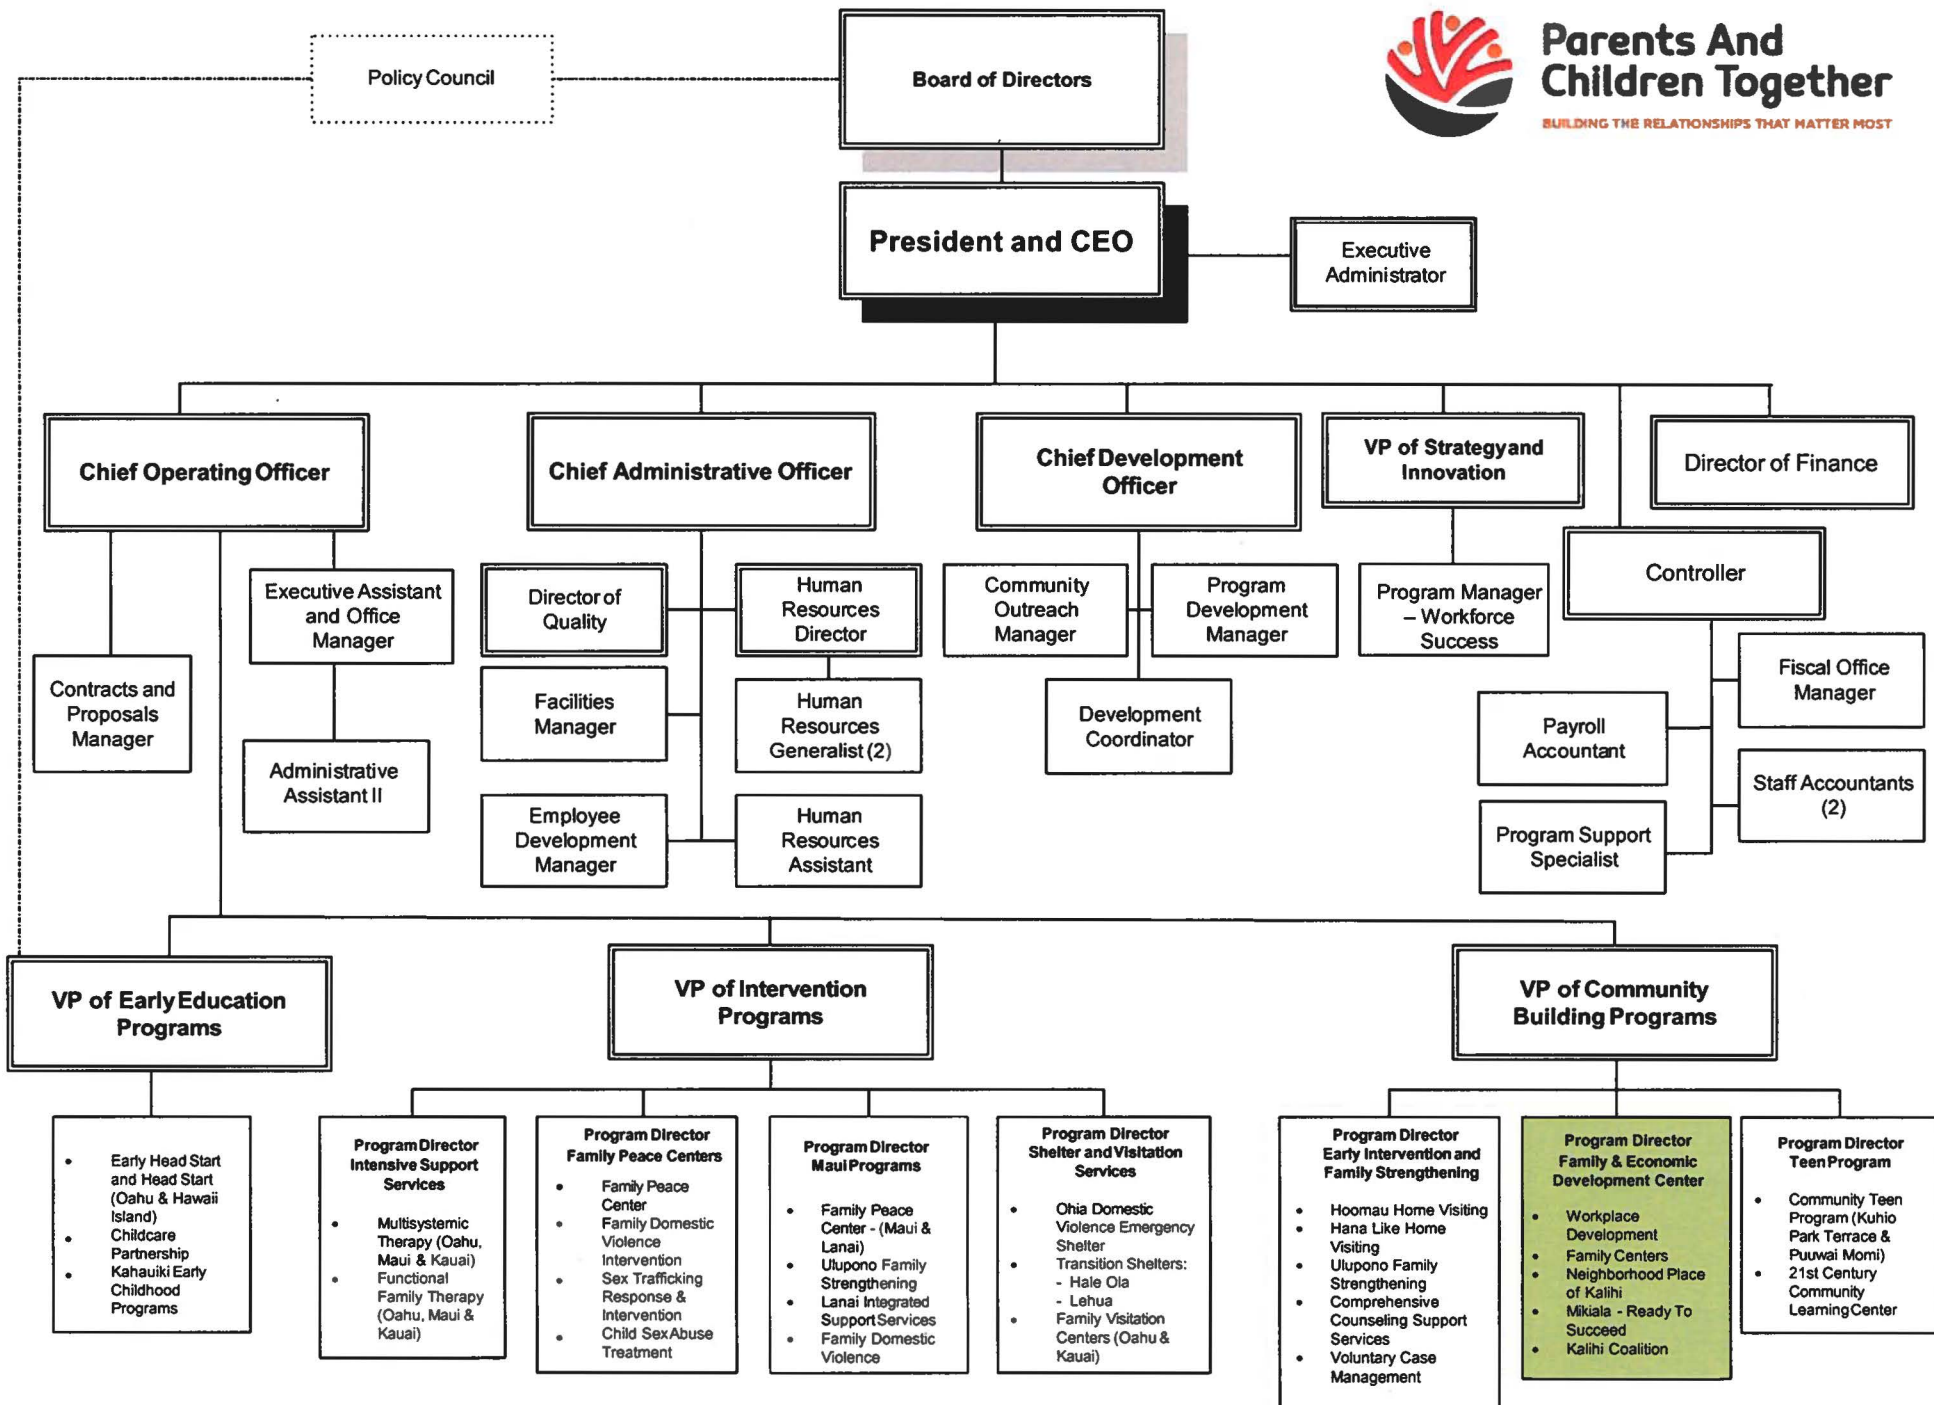 Parents And
Children Together
BUILDING THE RELATIONSHIPS THAT MATTER MOST
Policy Council
Board of Directors
President and CEO
Executive
Administrator
Chief Operating Officer
Chief Administrative Officer
Chief Development
Officer
VP of Strategy and
Innovation
Director of Finance
Controller
Contracts and
Proposals
Manager
Executive Assistant
and Office
Manager
Administrative
Assistant II
Director of
Quality
Human
Resources
Director
Facilities
Manager
Human
Resources
Generalist (2)
Employee
Development
Manager
Human
Resources
Assistant
Community
Outreach
Manager
Program
Development
Manager
Development
Coordinator
Program Manager
– Workforce
Success
Fiscal Office
Manager
Payroll
Accountant
Staff Accountants
(2)
Program Support
Specialist
VP of Early Education
Programs
VP of Intervention
Programs
VP of Community
Building Programs
• Early Head Start
and Head Start
(Oahu & Hawaii
Island)
• Childcare
Partnership
• Kahauiki Early
Childhood
Programs
Program Director
Intensive Support
Services
• Multisystemic
Therapy (Oahu,
Maui & Kauai)
• Functional
Family Therapy
(Oahu, Maui &
Kauai)
Program Director
Family Peace Centers
• Family Peace
Center
• Family Domestic
Violence
Intervention
• Sex Trafficking
Response &
Intervention
• Child Sex Abuse
Treatment
Program Director
Maui Programs
• Family Peace
Center - (Maui &
Lanai)
• Ulupono Family
Strengthening
• Lanai Integrated
Support Services
• Family Domestic
Violence
Program Director
Shelter and Visitation
Services
• Ohia Domestic
Violence Emergency
Shelter
• Transition Shelters:
- Hale Ola
- Lehua
• Family Visitation
Centers (Oahu &
Kauai)
Program Director
Early Intervention and
Family Strengthening
• Hoomau Home Visiting
• Hana Like Home
Visiting
• Ulupono Family
Strengthening
• Comprehensive
Counseling Support
Services
• Voluntary Case
Management
Program Director
Family & Economic
Development Center
• Workplace
Development
• Family Centers
• Neighborhood Place
of Kalihi
• Mikiala - Ready To
Succeed
• Kalihi Coalition
Program Director
Teen Program
• Community Teen
Program (Kuhio
Park Terrace &
Puuwai Momi)
• 21st Century
Community
Learning Center